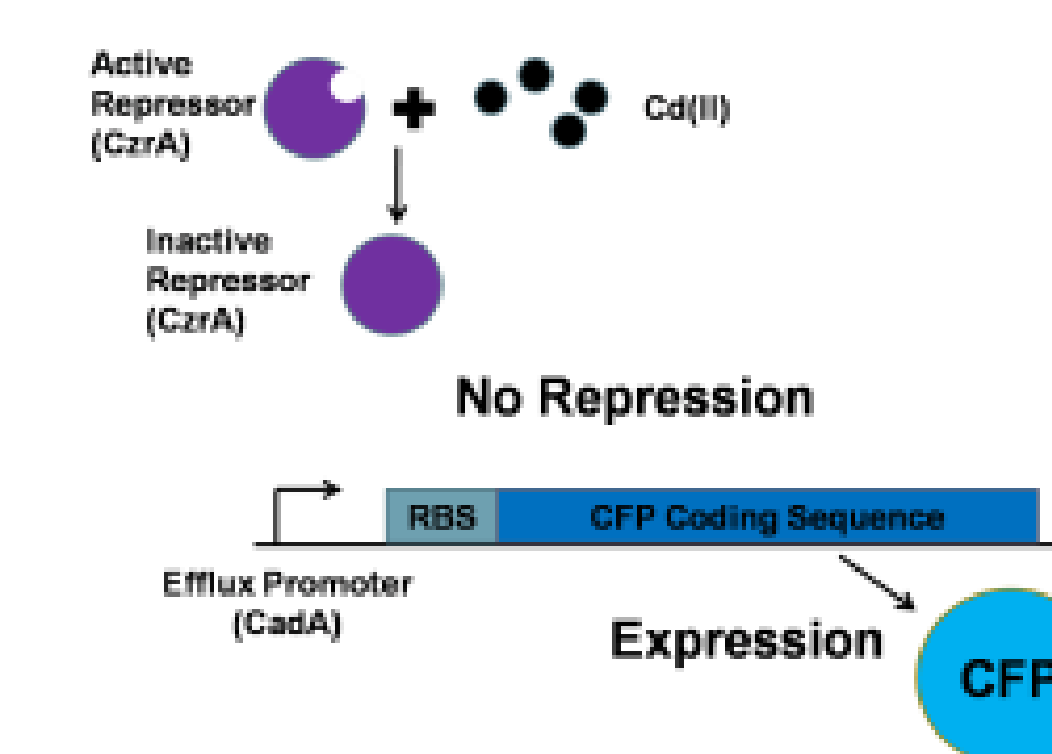 Active
Repressor
(CzrA)
+
Cd(II)
Inactive
Repressor
(CzrA)
No Repression
RBS
CFP Coding Sequence
Efflux Promoter
(CadA)
Expression
CFP